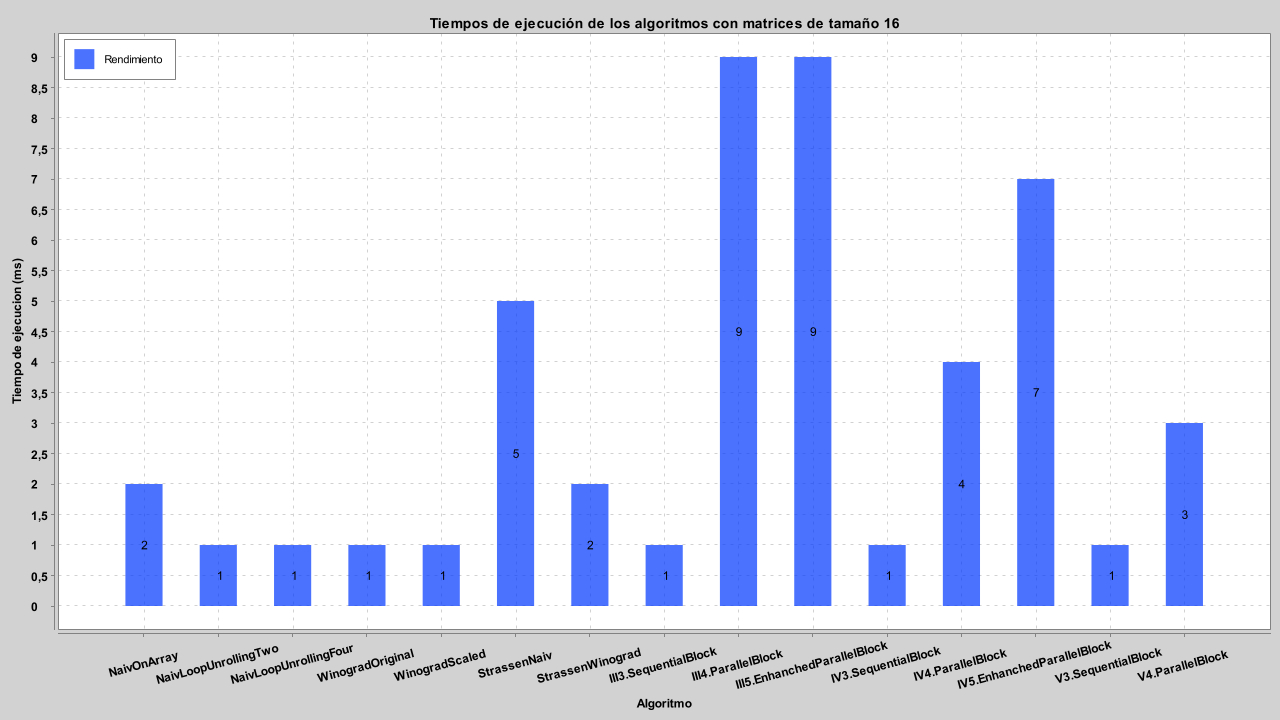 Tiempos de ejecución de los algoritmos con matrices de tamaño 16
Rendimiento
Tiempo de ejecucion (ms)
9
8,5
8
7,5
7
6,5
6
5,5
5
4,5
4
3,5
3
2,5
2
1,5
1
0,5
0
2
1
1
1
1
5
2
1
9
9
1
4
7
1
3
NaivOnArray
NaivLoopUnrollingTwo
NaivLoopUnrollingFour
WinogradOriginal
WinogradScaled
StrassenNaiv
StrassenWinograd
III3.SequentialBlock
III4.ParallelBlock
III5.EnhanchedParallelBlock
IV3.SequentialBlock
IV4.ParallelBlock
IV5.EnhanchedParallelBlock
V3.SequentialBlock
V4.ParallelBlock
Algoritmo